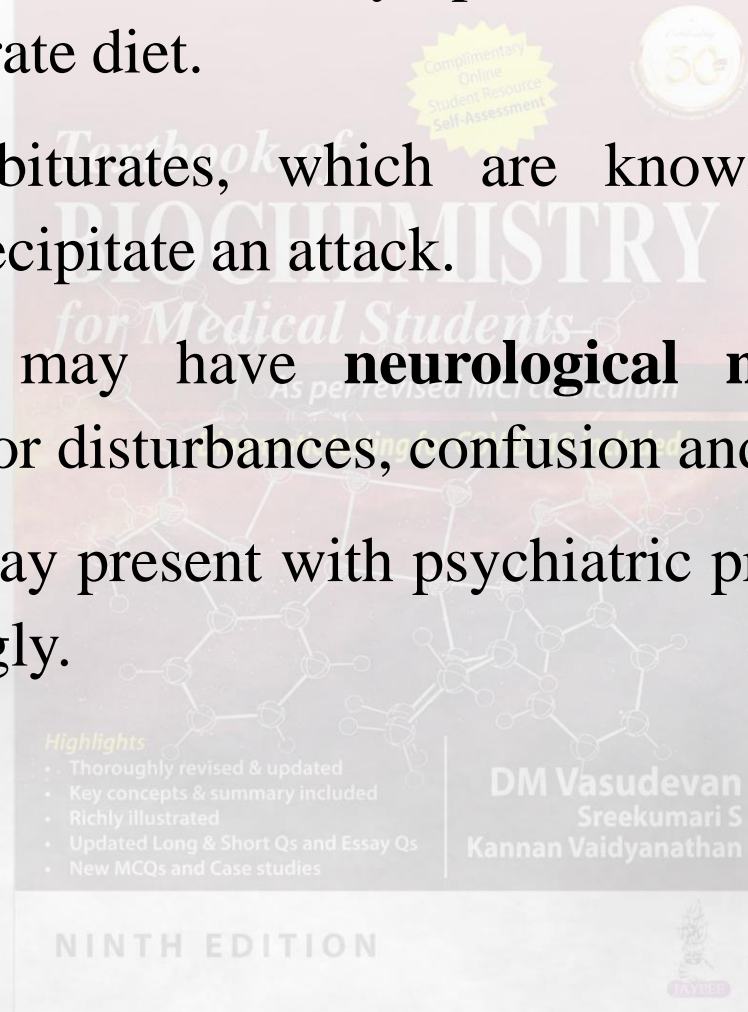 rate diet.
biturates, which are know
ecipitate an attack.
may have neurological
or disturbances, confusion and
ay present with psychiatric pr
gly.
Complimentary
Online
Student Resource
Self-Assessment
50
Textbook of
BIOCHEMISTRY
for Medical Students
As per revised MCI curriculum
Highlights
• Thoroughly revised & updated
• Key concepts & summary included
• Richly illustrated
• Updated Long & Short Qs and Essay Qs
• New MCQs and Case studies
DM Vasudevan
Sreekumari S
Kannan Vaidyanathan
NINTH EDITION
JAYPEE